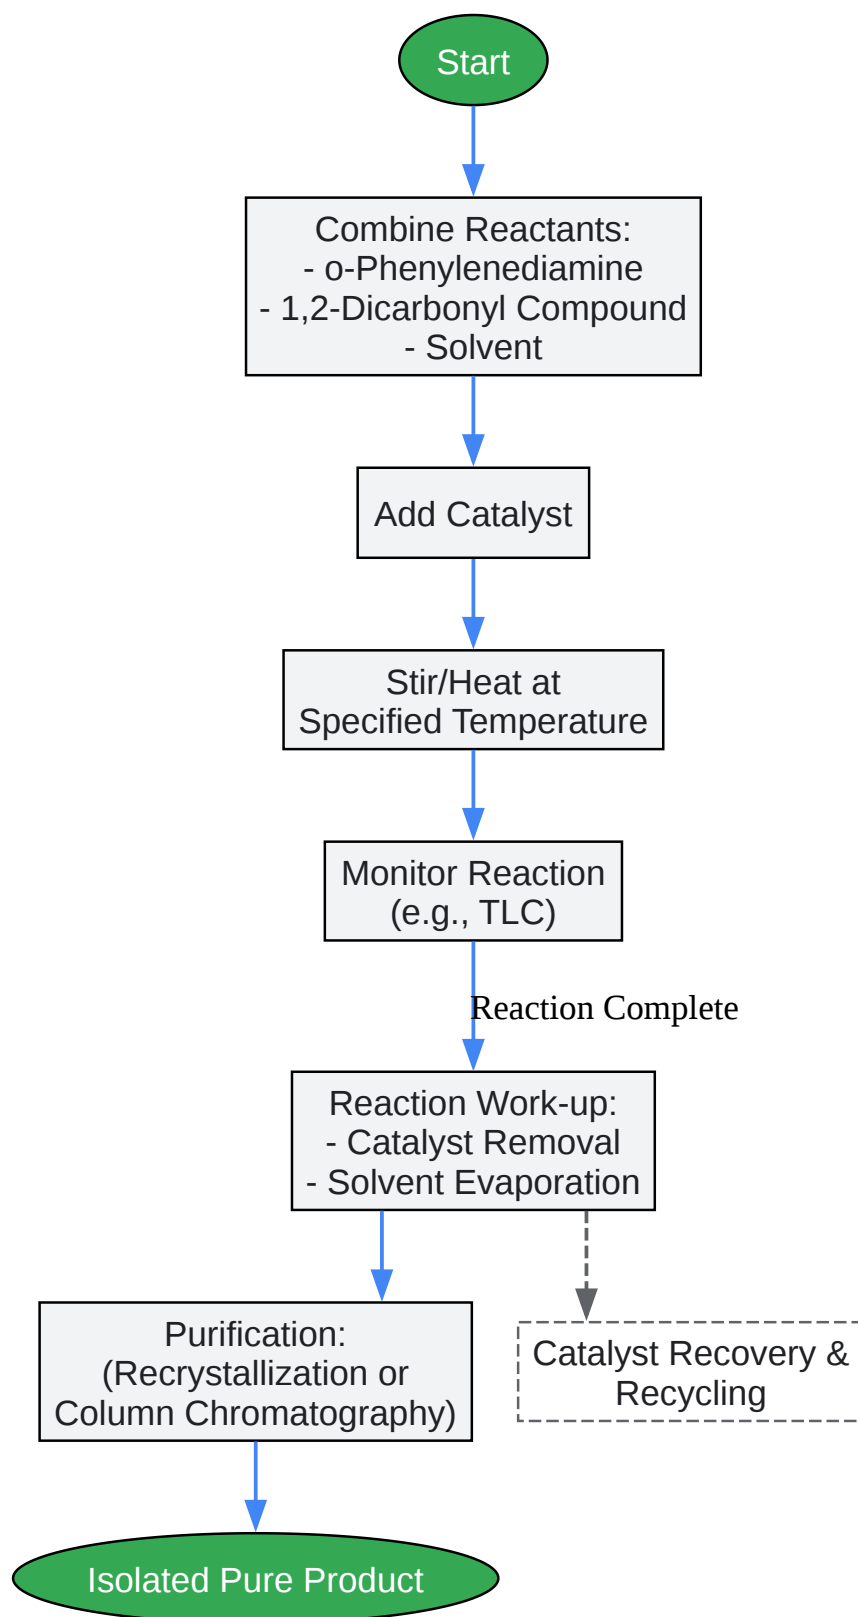 Start
Combine Reactants:
- o-Phenylenediamine
- 1,2-Dicarbonyl Compound
- Solvent
Add Catalyst
Stir/Heat at
Specified Temperature
Monitor Reaction
(e.g., TLC)
Reaction Complete
Reaction Work-up:
- Catalyst Removal
- Solvent Evaporation
Purification:
(Recrystallization or
Column Chromatography)
Catalyst Recovery &
Recycling
Isolated Pure Product